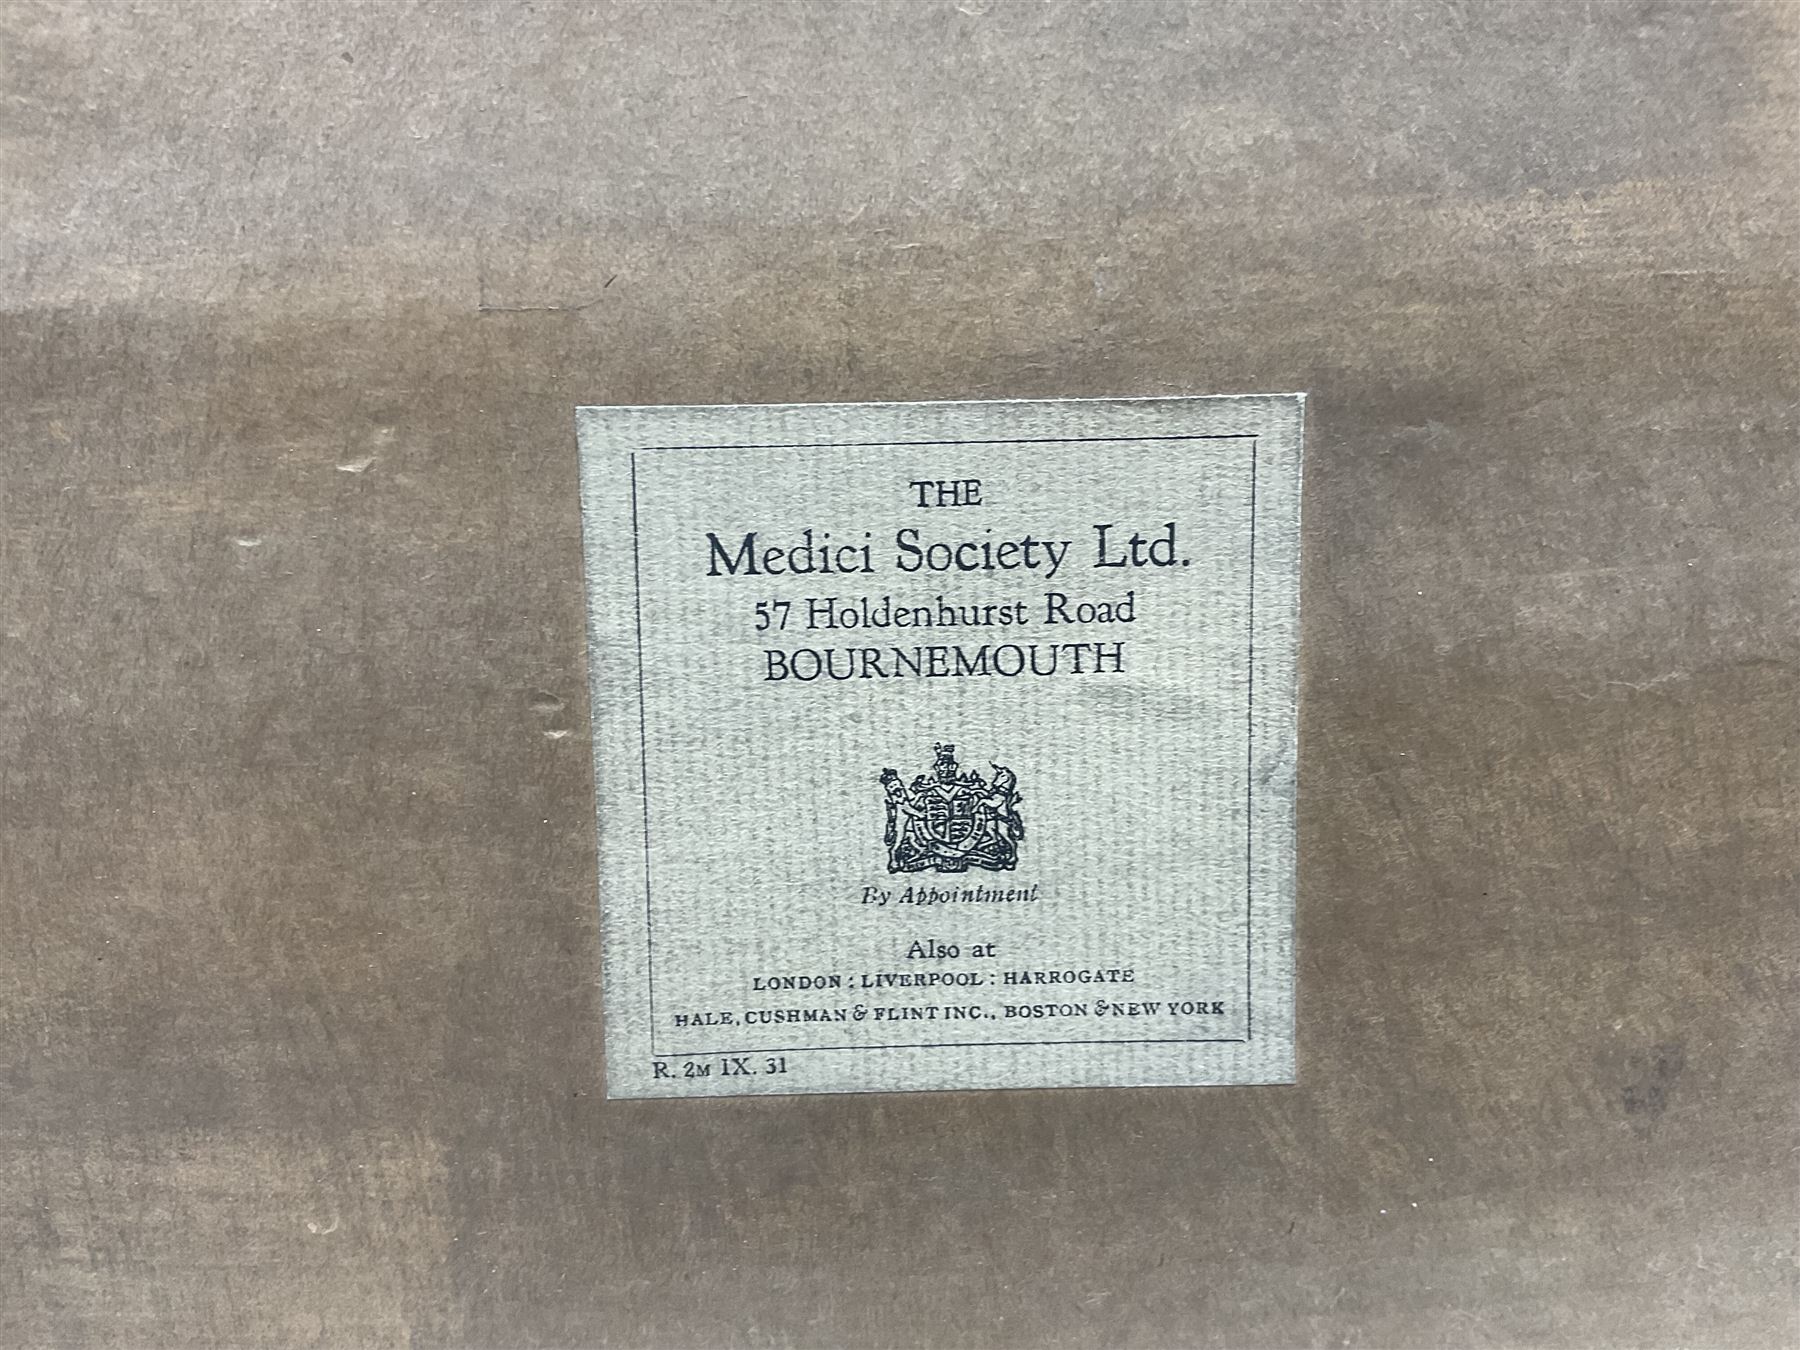 THE
Medici Society Ltd.
57 Holdenhurst Road
BOURNEMOUTH
By Appointment
Also at
LONDON : LIVERPOOL : HARROGATE
HALE, CUSHMAN & FLINT INC., BOSTON & NEW YORK
R. 2M IX. 31